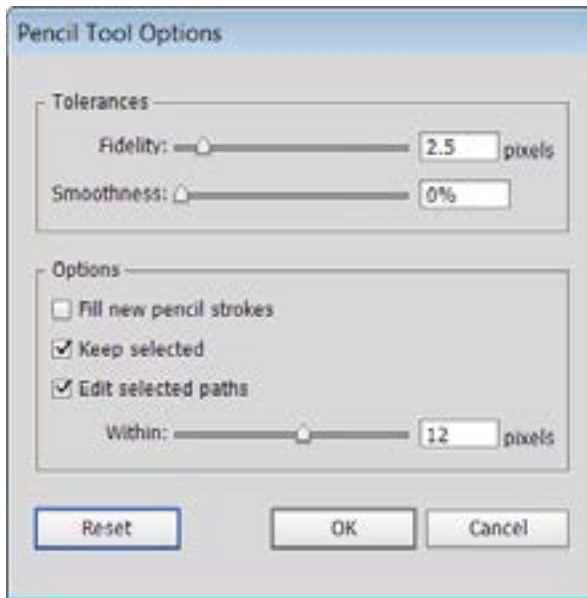 Pencil Tool Options
Tolerances
Fidelity: 2.5 pixels
Smoothness: 0%
Options
Fill new pencil strokes
Keep selected
Edit selected paths
Within: 12 pixels
Reset OK Cancel